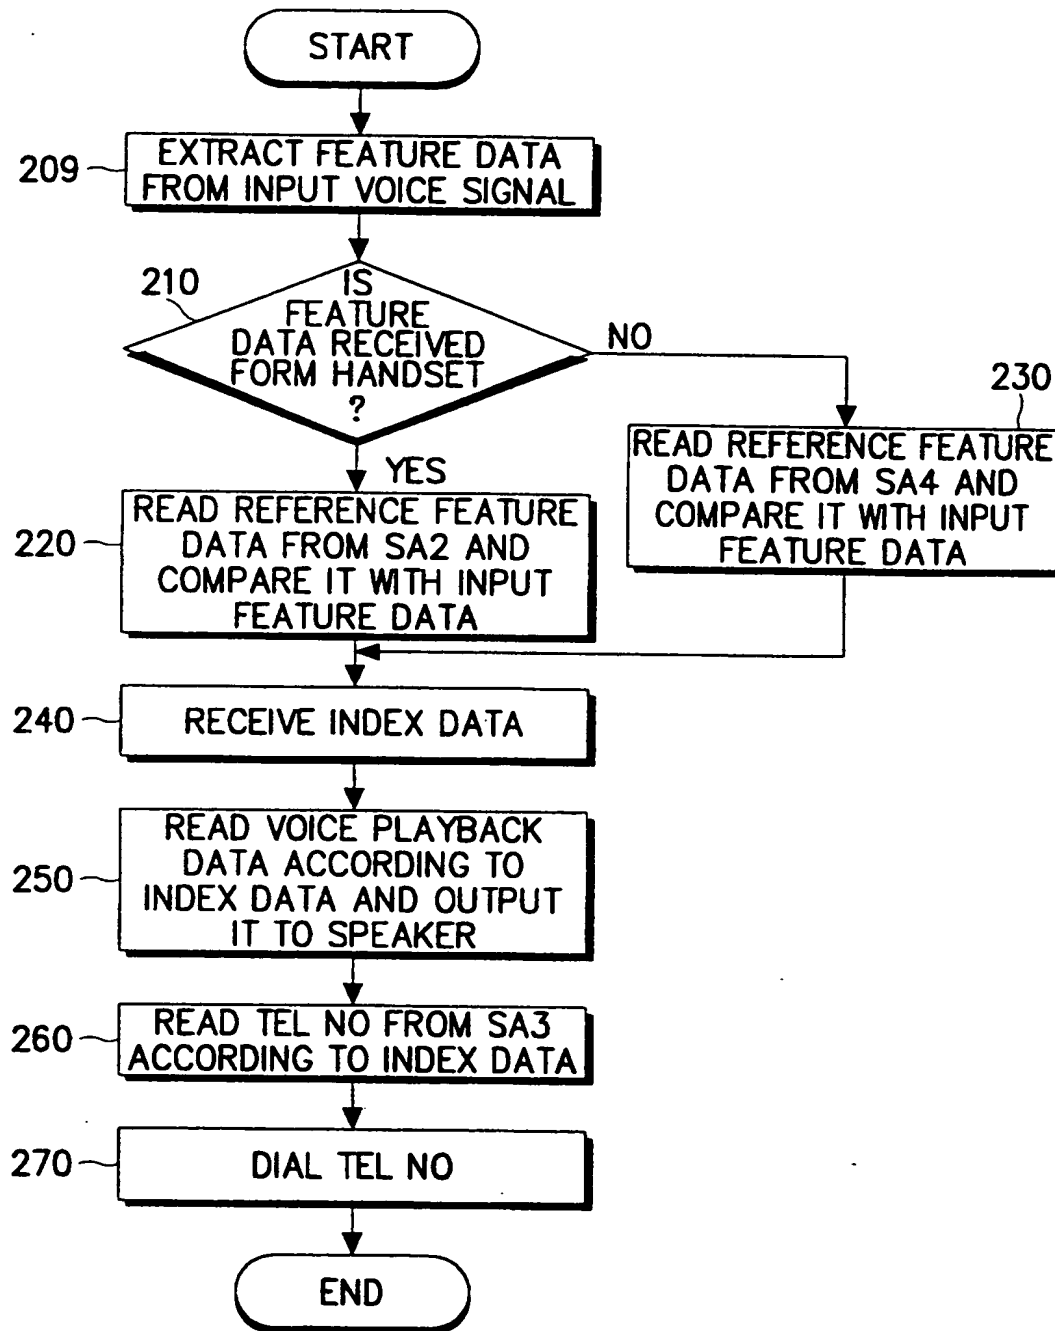 START
209
EXTRACT FEATURE DATA
FROM INPUT VOICE SIGNAL
210
IS
FEATURE
DATA RECEIVED
FORM HANDSET
?
NO
YES
230
READ REFERENCE FEATURE
DATA FROM SA4 AND
COMPARE IT WITH INPUT
FEATURE DATA
220
READ REFERENCE FEATURE
DATA FROM SA2 AND
COMPARE IT WITH INPUT
FEATURE DATA
240
RECEIVE INDEX DATA
250
READ VOICE PLAYBACK
DATA ACCORDING TO
INDEX DATA AND OUTPUT
IT TO SPEAKER
260
READ TEL NO FROM SA3
ACCORDING TO INDEX DATA
270
DIAL TEL NO
END